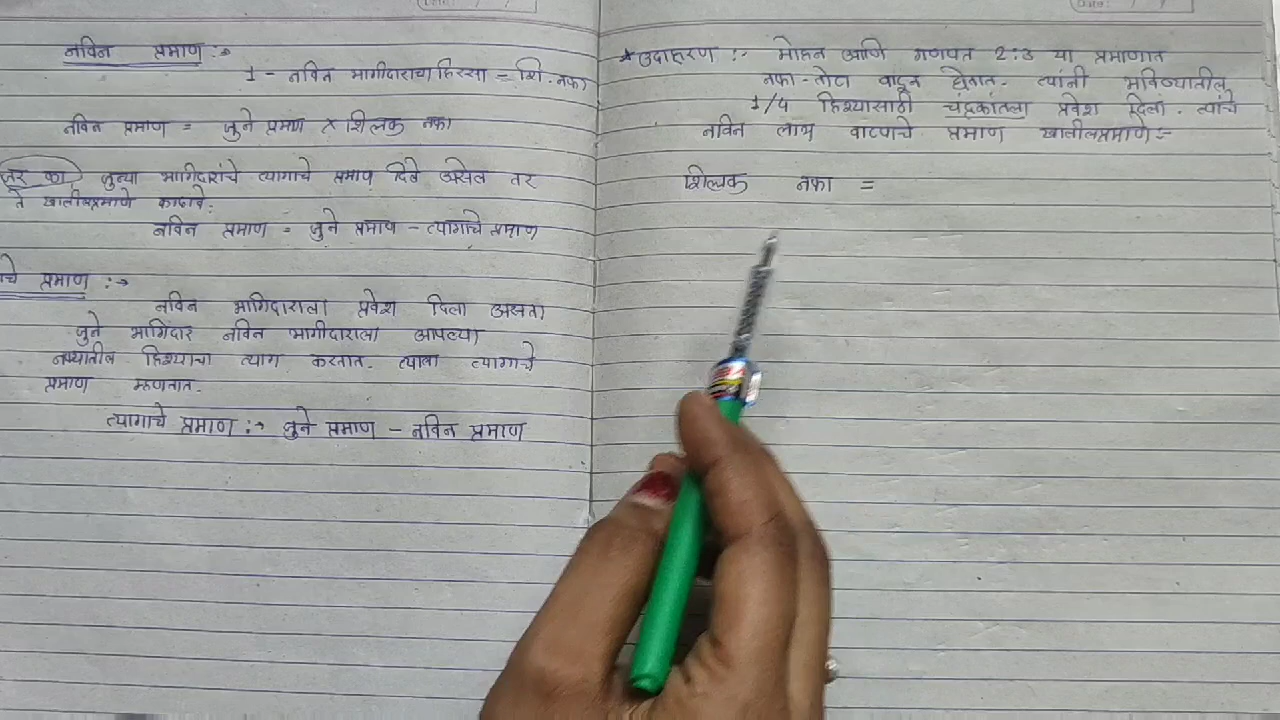 नविन प्रमाण :→
1 - नविन भागीदाराचा हिस्सा = शि. नफा
नविन प्रमाण = जुने प्रमाण × शिल्लक नफा
जर का जुन्या भागिदारांचे त्यागाचे प्रमाण दिले असेल तर
ते खालीलप्रमाणे काढावे.
नविन प्रमाण = जुने प्रमाण - त्यागाचे प्रमाण
चे प्रमाण :→
नविन भागिदाराला प्रवेश दिला असता
जुने भागिदार नविन भागीदाराला आपल्या
नफ्यातील हिश्याचा त्याग करतात. त्याला त्यागाचे
प्रमाण म्हणतात.
त्यागाचे प्रमाण :→ जुने प्रमाण - नविन प्रमाण
Date: / /
* उदाहरण :- मोहन आणि गणपत 2:3 या प्रमाणात
नफा-तोटा वाटून घेतात. त्यांनी भविष्यातील
1/4 हिश्यासाठी चंद्रकांतला प्रवेश दिला. त्यांचे
नविन लाभ वाटणचे प्रमाण खालीलप्रमाणे:-
शिल्लक नफा =